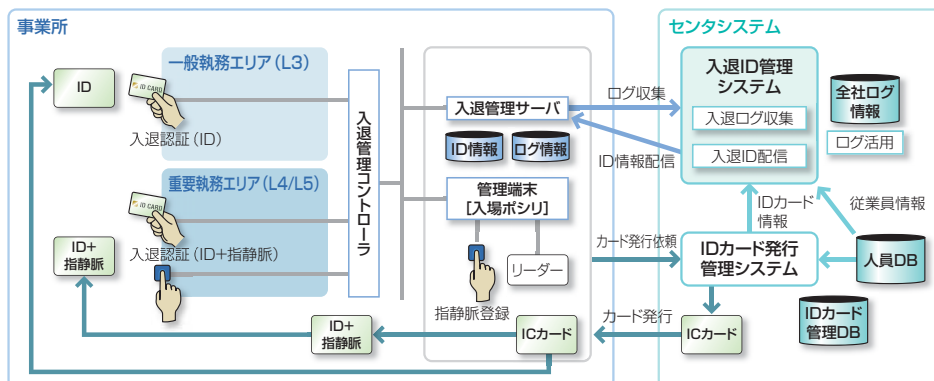 事業所
一般執務エリア（L3）
ID
ID CARD
入退認証（ID）
重要執務エリア（L4/L5）
ID CARD
入退認証（ID+指静脈）
ID+
指静脈
入退管理コントローラ
入退管理サーバ
ID情報
ログ情報
管理端末
［入場ポシリ］
リーダー
指静脈登録
ID+
指静脈
ICカード
ログ収集
ID情報配信
カード発行依頼
カード発行
センタシステム
入退ID管理
システム
入退ログ収集
入退ID配信
全社ログ
情報
ログ活用
IDカード
情報
従業員情報
IDカード発行
管理システム
人員DB
IDカード
管理DB
ICカード